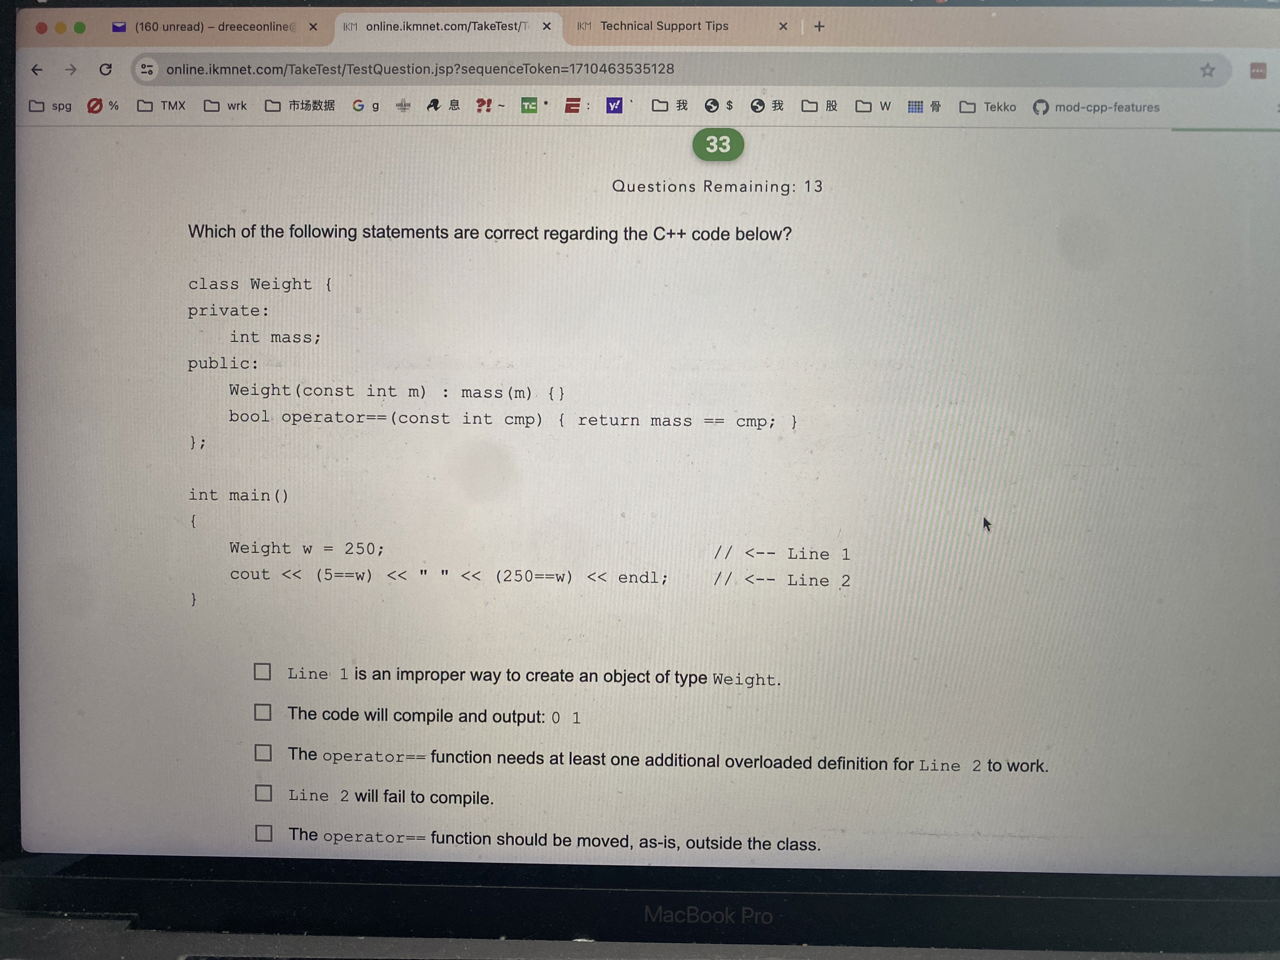 (160 unread) – dreeceonline
online.ikmnet.com/TakeTest/T
IKM Technical Support Tips
online.ikmnet.com/TakeTest/TestQuestion.jsp?sequenceToken=1710463535128
spg % TMX wrk 市场数据 G g 息 ?! ~ TC • : y! 我 $ 我 股 W 骨 Tekko mod-cpp-features
33
Questions Remaining: 13
Which of the following statements are correct regarding the C++ code below?
class Weight {
private:
int mass;
public:
Weight(const int m) : mass(m) {}
bool operator==(const int cmp) { return mass == cmp; }
};
int main()
{
Weight w = 250; // <-- Line 1
cout << (5==w) << " " << (250==w) << endl; // <-- Line 2
}
Line 1 is an improper way to create an object of type Weight.
The code will compile and output: 0 1
The operator== function needs at least one additional overloaded definition for Line 2 to work.
Line 2 will fail to compile.
The operator== function should be moved, as-is, outside the class.
MacBook Pro